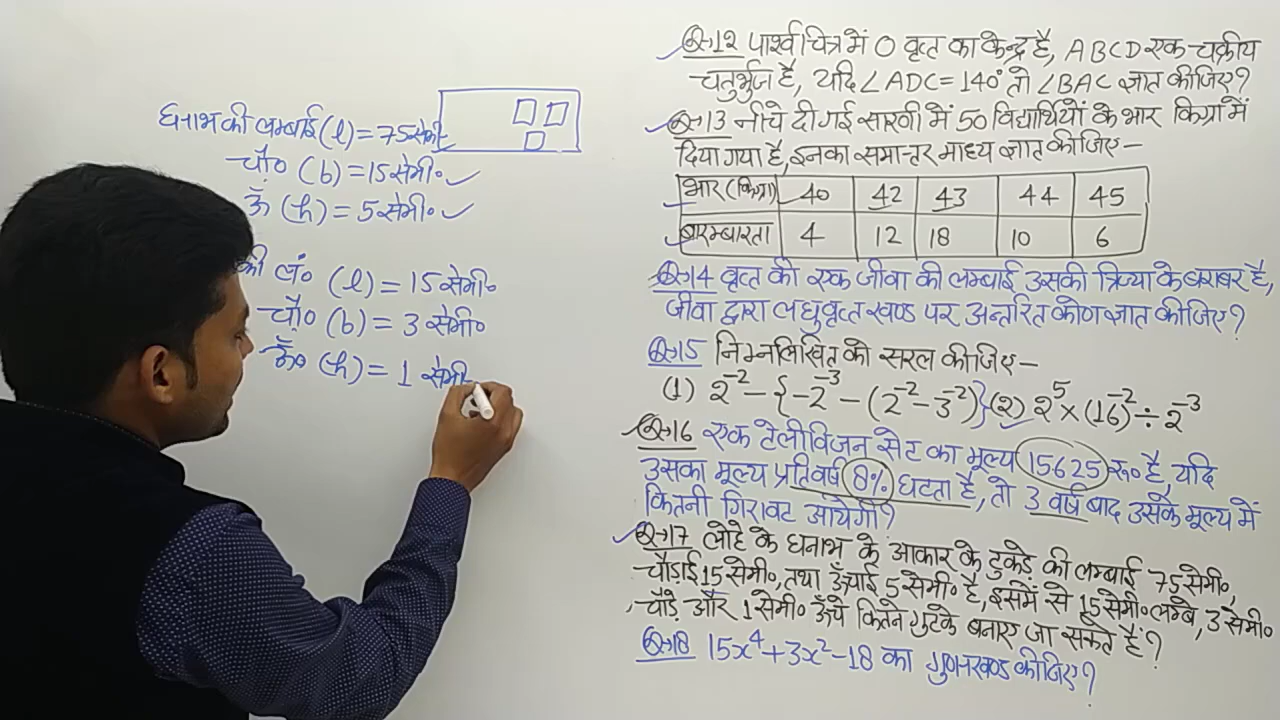 घनाभ की लम्बाई (l) = 75 सेमी०
चौ० (b) = 15 सेमी०
ऊँ (h) = 5 सेमी०
की लं० (l) = 15 सेमी०
चौ० (b) = 3 सेमी०
ऊँ० (h) = 1 सेमी
Q-12 पार्श्व चित्र में O वृत्त का केन्द्र है, ABCD एक चक्रीय
चतुर्भुज है, यदि ∠ADC = 140° तो ∠BAC ज्ञात कीजिए?
Q-13 नीचे दी गई सारणी में 50 विद्यार्थियों के भार किग्रा में
दिया गया है, इनका समान्तर माध्य ज्ञात कीजिए-
भार (किग्रा) 40 42 43 44 45
बारम्बारता 4 12 18 10 6
Q-14 वृत्त की एक जीवा की लम्बाई उसकी त्रिज्या के बराबर है,
जीवा द्वारा लघुवृत्त खण्ड पर अन्तरित कोण ज्ञात कीजिए?
Q-15 निम्नलिखित को सरल कीजिए-
(1) 2⁻² - {-2⁻³ - (2⁻² - 3⁻²)} (2) 2⁵ × (16)⁻² ÷ 2⁻³
Q-16 एक टेलीविजन सेट का मूल्य 15625 रु० है, यदि
उसका मूल्य प्रतिवर्ष 8% घटता है, तो 3 वर्ष बाद उसके मूल्य में
कितनी गिरावट आयेगी?
Q-17 लोहे के घनाभ के आकार के टुकड़े की लम्बाई 75 सेमी०,
चौडाई 15 सेमी०, तथा ऊँचाई 5 सेमी० है, इसमें से 15 सेमी० लम्बे, 3 सेमी०
चौड़े और 1 सेमी० ऊँचे कितने गुटके बनाए जा सकते हैं?
Q-18 15x⁴ + 3x² - 18 का गुणनखण्ड कीजिए?